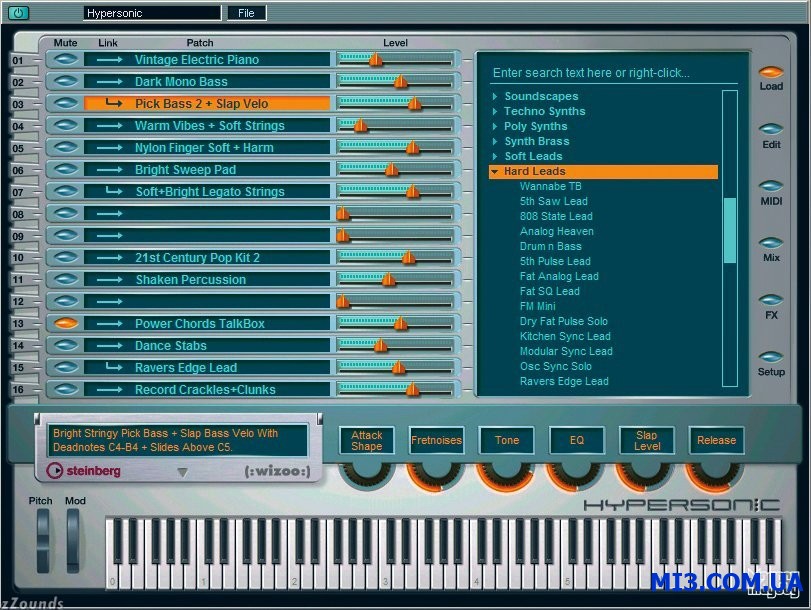 Hypersonic File
Mute Link Patch Level
01 Vintage Electric Piano
02 Dark Mono Bass
03 Pick Bass 2 + Slap Velo
04 Warm Vibes + Soft Strings
05 Nylon Finger Soft + Harm
06 Bright Sweep Pad
07 Soft+Bright Legato Strings
08
09
10 21st Century Pop Kit 2
11 Shaken Percussion
12
13 Power Chords TalkBox
14 Dance Stabs
15 Ravers Edge Lead
16 Record Crackles+Clunks
Enter search text here or right-click...
Soundscapes
Techno Synths
Poly Synths
Synth Brass
Soft Leads
Hard Leads
Wannabe TB
5th Saw Lead
808 State Lead
Analog Heaven
Drum n Bass
5th Pulse Lead
Fat Analog Lead
Fat SQ Lead
FM Mini
Dry Fat Pulse Solo
Kitchen Sync Lead
Modular Sync Lead
Osc Sync Solo
Ravers Edge Lead
Load
Edit
MIDI
Mix
FX
Setup
Bright Stringy Pick Bass + Slap Bass Velo With
Deadnotes C4-B4 + Slides Above C5.
steinberg (:wizoo:)
Attack
Shape
Fretnoises
Tone
EQ
Slap
Level
Release
HYPERSONIC
Pitch Mod
0 1 2 3 4 5
MI3.COM.UA
zZounds